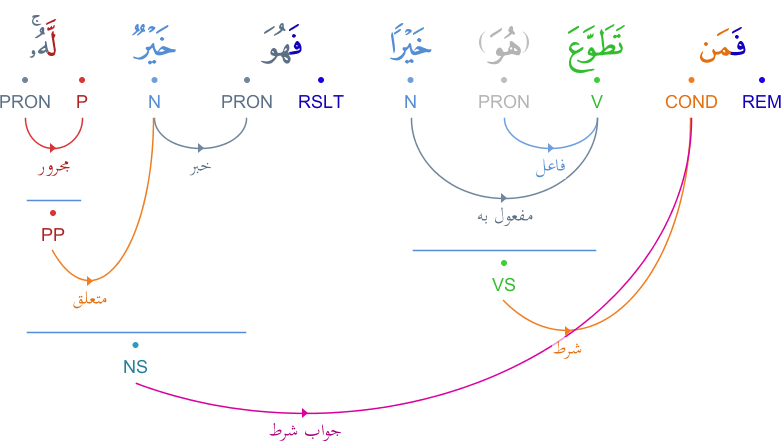 فَمَن تَطَوَّعَ (هُوَ) خَيْرًا فَهُوَ خَيْرٌ لَّهُۥ ۚ
REM COND V PRON N RSLT PRON N P PRON
فاعل خبر مجرور
مفعول به
PP
VS
متعلق
شرط
NS
جواب شرط